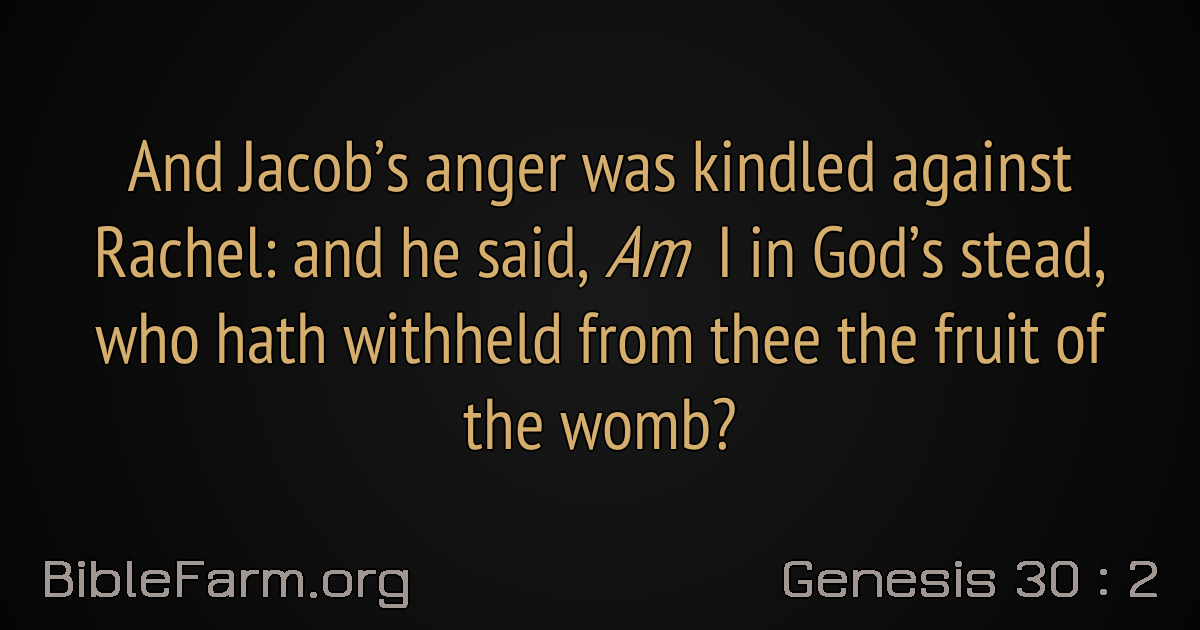 And Jacob’s anger was kindled against
Rachel: and he said, Am I in God’s stead,
who hath withheld from thee the fruit of
the womb?
BibleFarm.org
Genesis 30 : 2